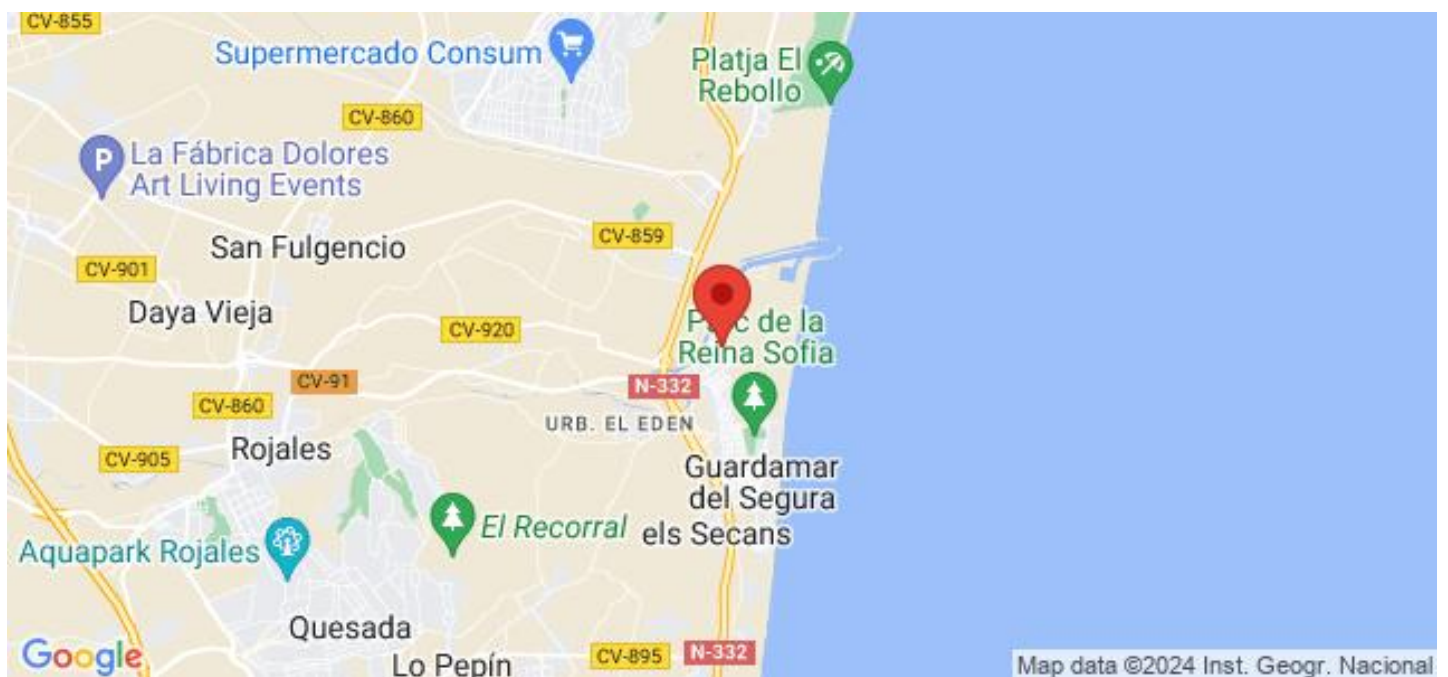 CV-855
Supermercado Consum
Platja El
Rebollo
CV-860
P
La Fábrica Dolores
Art Living Events
CV-859
San Fulgencio
CV-901
Daya Vieja
CV-920
Parc de la
Reina Sofia
CV-91
N-332
CV-860
URB. EL EDEN
Rojales
CV-905
Guardamar
del Segura
El Recorral
els Secans
Aquapark Rojales
Quesada
Lo Pepín
CV-895
N-332
Google
Map data ©2024 Inst. Geogr. Nacional